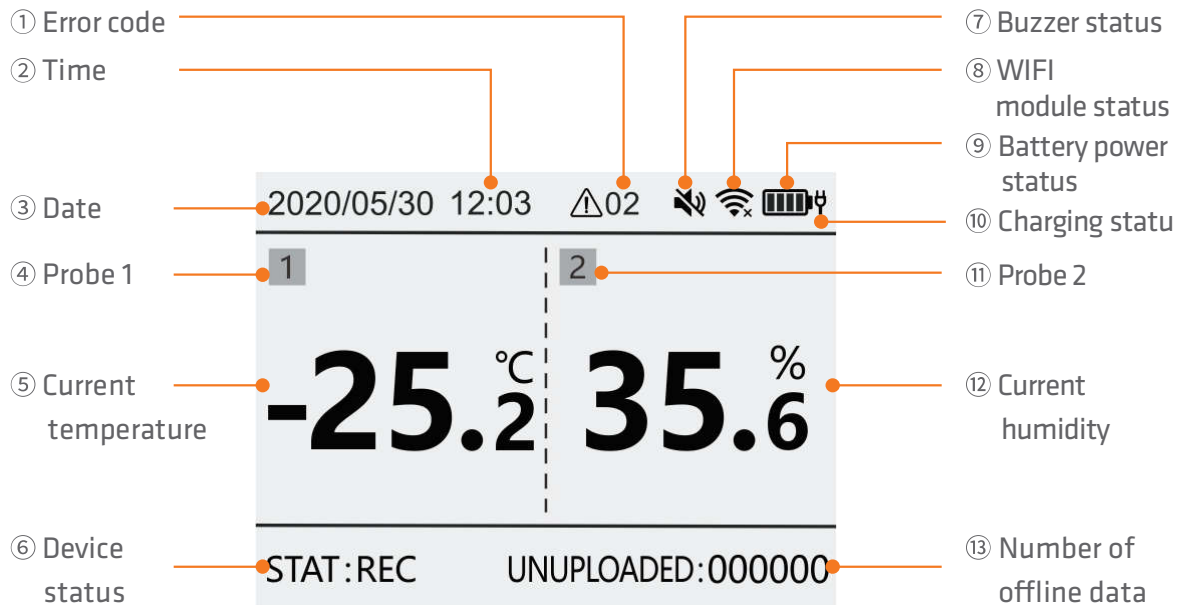 ① Error code
② Time
③ Date
④ Probe 1
⑤ Current
temperature
⑥ Device
status
2020/05/30 12:03 02
1
2
-25.2 °C
35.6 %
STAT:REC UNUPLOADED:000000
⑦ Buzzer status
⑧ WIFI
module status
⑨ Battery power
status
⑩ Charging statu
⑪ Probe 2
⑫ Current
humidity
⑬ Number of
offline data